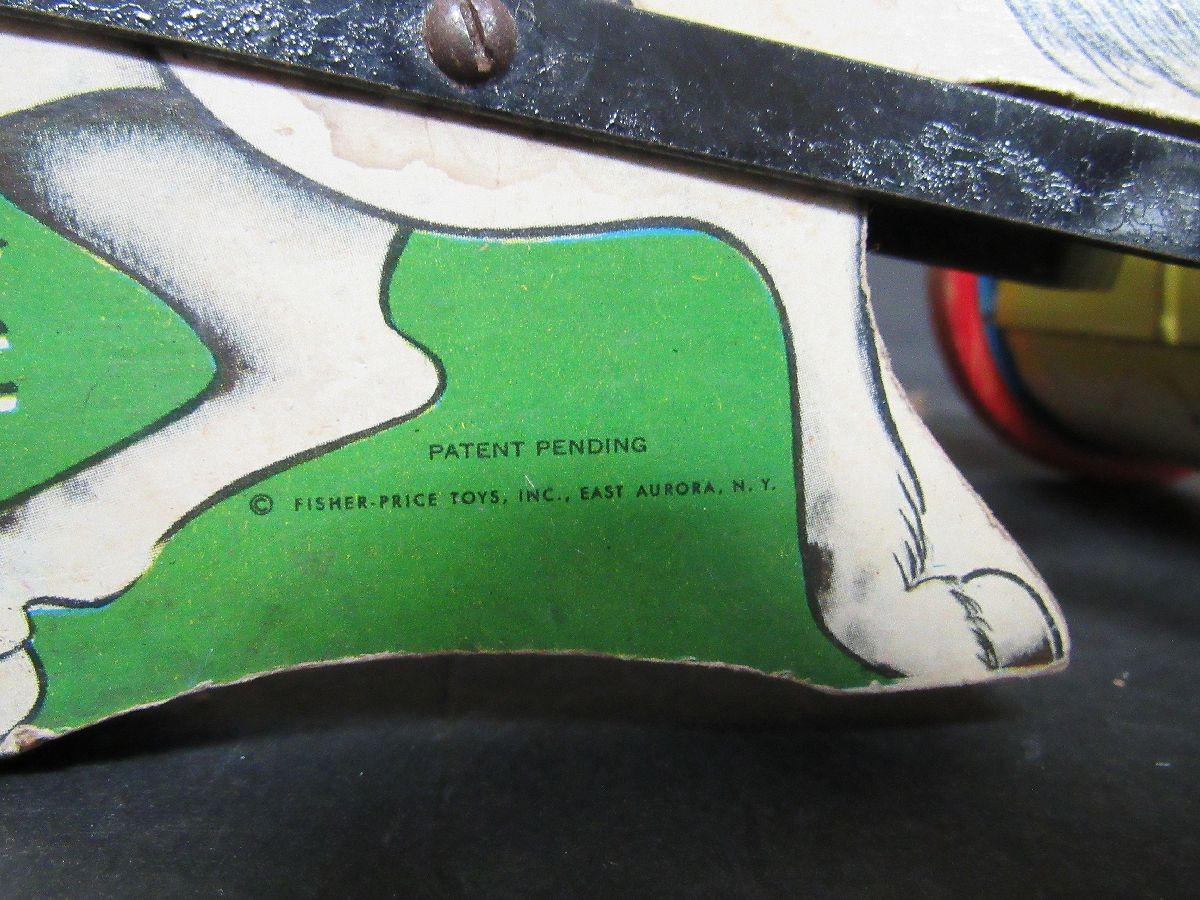 PATENT PENDING
© FISHER-PRICE TOYS, INC., EAST AURORA, N. Y.